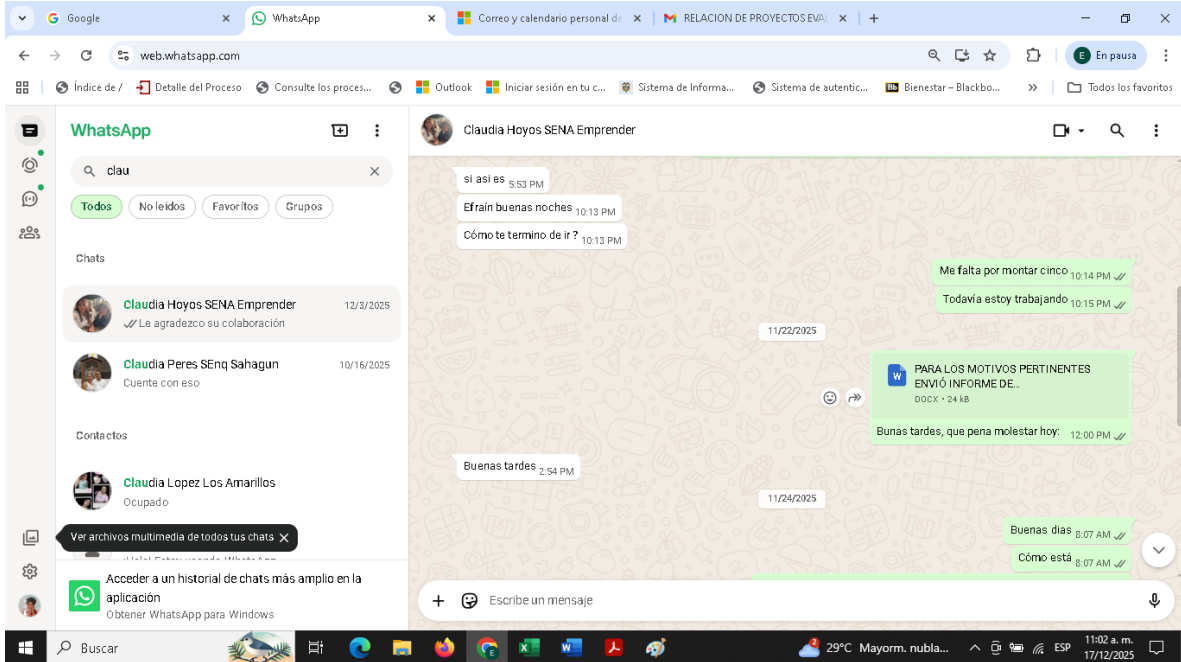 Google
WhatsApp
Correo y calendario personal de
RELACION DE PROYECTOS EVAL
web.whatsapp.com
E
En pausa
Índice de /
Detalle del Proceso
Consulte los proces...
Outlook
Iniciar sesión en tu c...
Sistema de Informa...
Sistema de autentic...
Bb
Bienestar – Blackbo...
Todos los favoritos
WhatsApp
clau
Todos
No leídos
Favoritos
Grupos
Chats
Claudia Hoyos SENA Emprender
12/3/2025
Le agradezco su colaboración
Claudia Peres SEnq Sahagun
10/16/2025
Cuente con eso
Contactos
Claudia Lopez Los Amarillos
Ocupado
Ver archivos multimedia de todos tus chats
Acceder a un historial de chats más amplio en la
aplicación
Obtener WhatsApp para Windows
Claudia Hoyos SENA Emprender
si asi es 5:53 PM
Efraín buenas noches 10:13 PM
Cómo te termino de ir ? 10:13 PM
Me falta por montar cinco 10:14 PM
Todavía estoy trabajando 10:15 PM
11/22/2025
W
PARA LOS MOTIVOS PERTINENTES
ENVIÓ INFORME DE...
DOCX • 24 kB
Bunas tardes, que pena molestar hoy: 12:00 PM
Buenas tardes 2:54 PM
11/24/2025
Buenas dias 8:07 AM
Cómo está 8:07 AM
Escribe un mensaje
Buscar
2
29°C Mayorm. nubla...
ESP
11:02 a. m.
17/12/2025